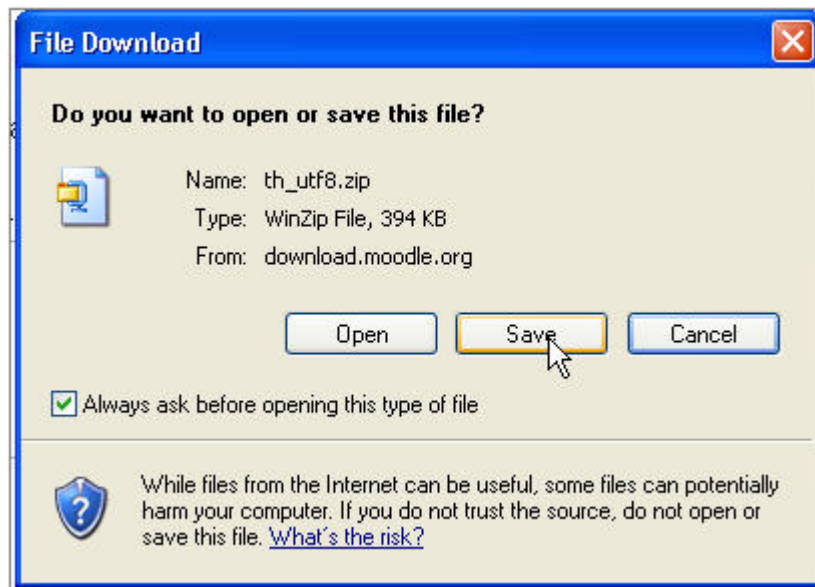 File Download
Do you want to open or save this file?
Name: th_utf8.zip
Type: WinZip File, 394 KB
From: download.moodle.org
Open Save Cancel
Always ask before opening this type of file
While files from the Internet can be useful, some files can potentially
harm your computer. If you do not trust the source, do not open or
save this file. What's the risk?